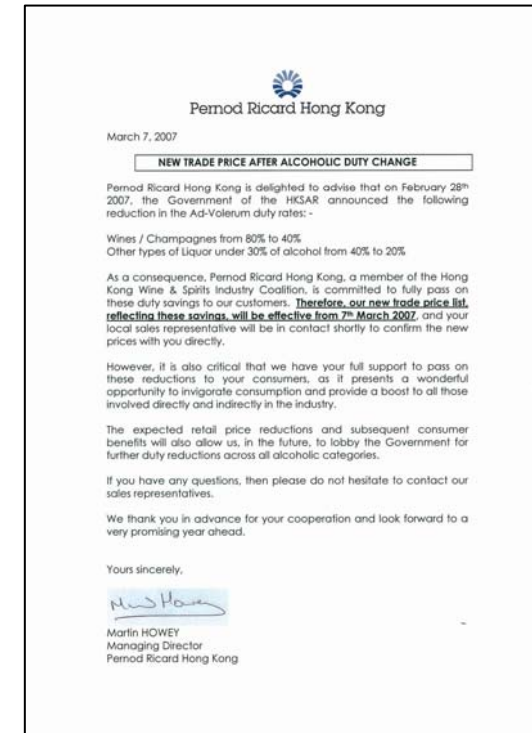 Pernod Ricard Hong Kong
March 7, 2007
NEW TRADE PRICE AFTER ALCOHOLIC DUTY CHANGE
Pernod Ricard Hong Kong is delighted to advise that on February 28th
2007, the Government of the HKSAR announced the following
reduction in the Ad-Volerum duty rates: -
Wines / Champagnes from 80% to 40%
Other types of Liquor under 30% of alcohol from 40% to 20%
As a consequence, Pernod Ricard Hong Kong, a member of the Hong
Kong Wine & Spirits Industry Coalition, is committed to fully pass on
these duty savings to our customers. Therefore, our new trade price list,
reflecting these savings, will be effective from 7th March 2007, and your
local sales representative will be in contact shortly to confirm the new
prices with you directly.
However, it is also critical that we have your full support to pass on
these reductions to your consumers, as it presents a wonderful
opportunity to invigorate consumption and provide a boost to all those
involved directly and indirectly in the industry.
The expected retail price reductions and subsequent consumer
benefits will also allow us, in the future, to lobby the Government for
further duty reductions across all alcoholic categories.
If you have any questions, then please do not hesitate to contact our
sales representatives.
We thank you in advance for your cooperation and look forward to a
very promising year ahead.
Yours sincerely,
Martin HOWEY
Managing Director
Pernod Ricard Hong Kong